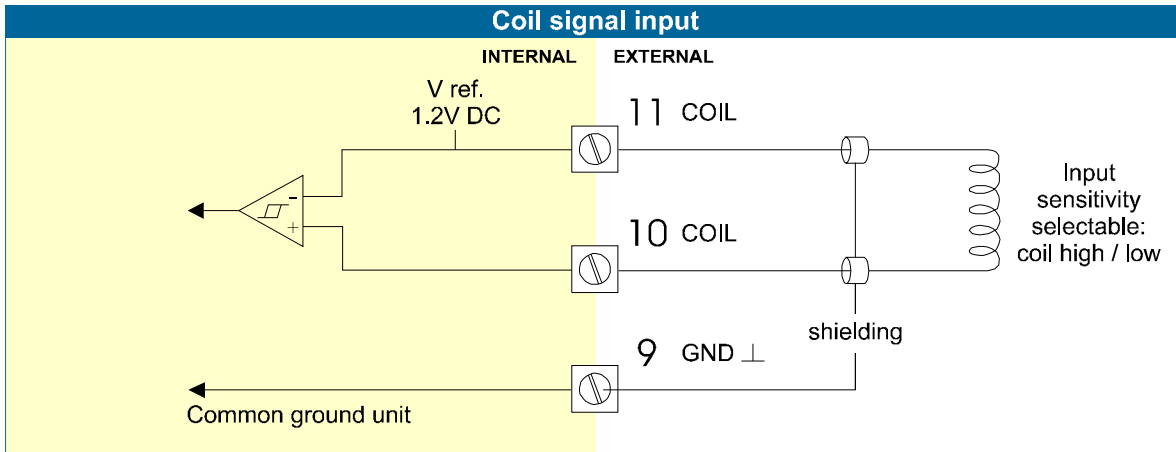 Coil signal input
INTERNAL
EXTERNAL
V ref.
1.2V DC
11 COIL
-
+
10 COIL
Input
sensitivity
selectable:
coil high / low
shielding
9 GND ⊥
Common ground unit